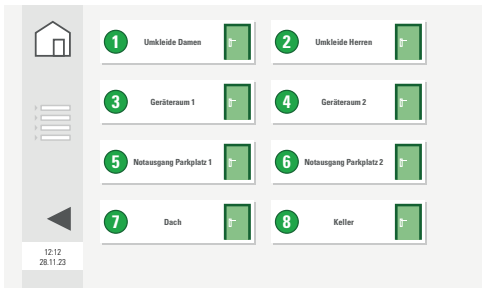 1 Umkleide Damen
2 Umkleide Herren
3 Geräteraum 1
4 Geräteraum 2
5 Notausgang Parkplatz 1
6 Notausgang Parkplatz 2
7 Dach
8 Keller
12:12
28.11.23